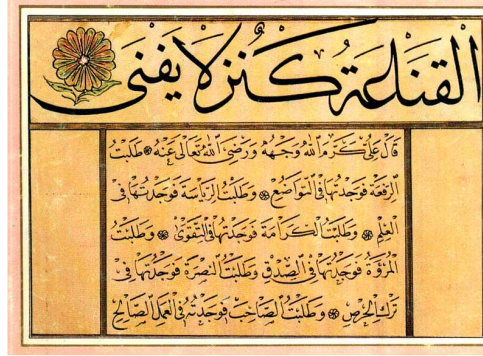 القناعة كنز لا يفنى
قال علي كرم الله وجهه ورضي الله تعالى عنه طلبت
الرفعة فوجدتها في التواضع وطلبت الرياسة فوجدتها في
العلم وطلبت الكرامة فوجدتها في التقوى وطلبت
المروة فوجدتها في الصدق وطلبت النصرة فوجدتها في
ترك الحرص وطلبت الصاحب فوجدته في العمل الصالح